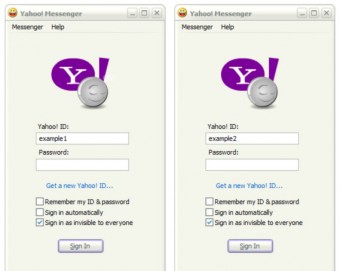 Yahoo! Messenger
Messenger Help
Y!
Yahoo! ID:
example1
Password:
Get a new Yahoo! ID...
Remember my ID & password
Sign in automatically
Sign in as invisible to everyone
Sign In
Yahoo! Messenger
Messenger Help
Y!
Yahoo! ID:
example2
Password:
Get a new Yahoo! ID...
Remember my ID & password
Sign in automatically
Sign in as invisible to everyone
Sign In